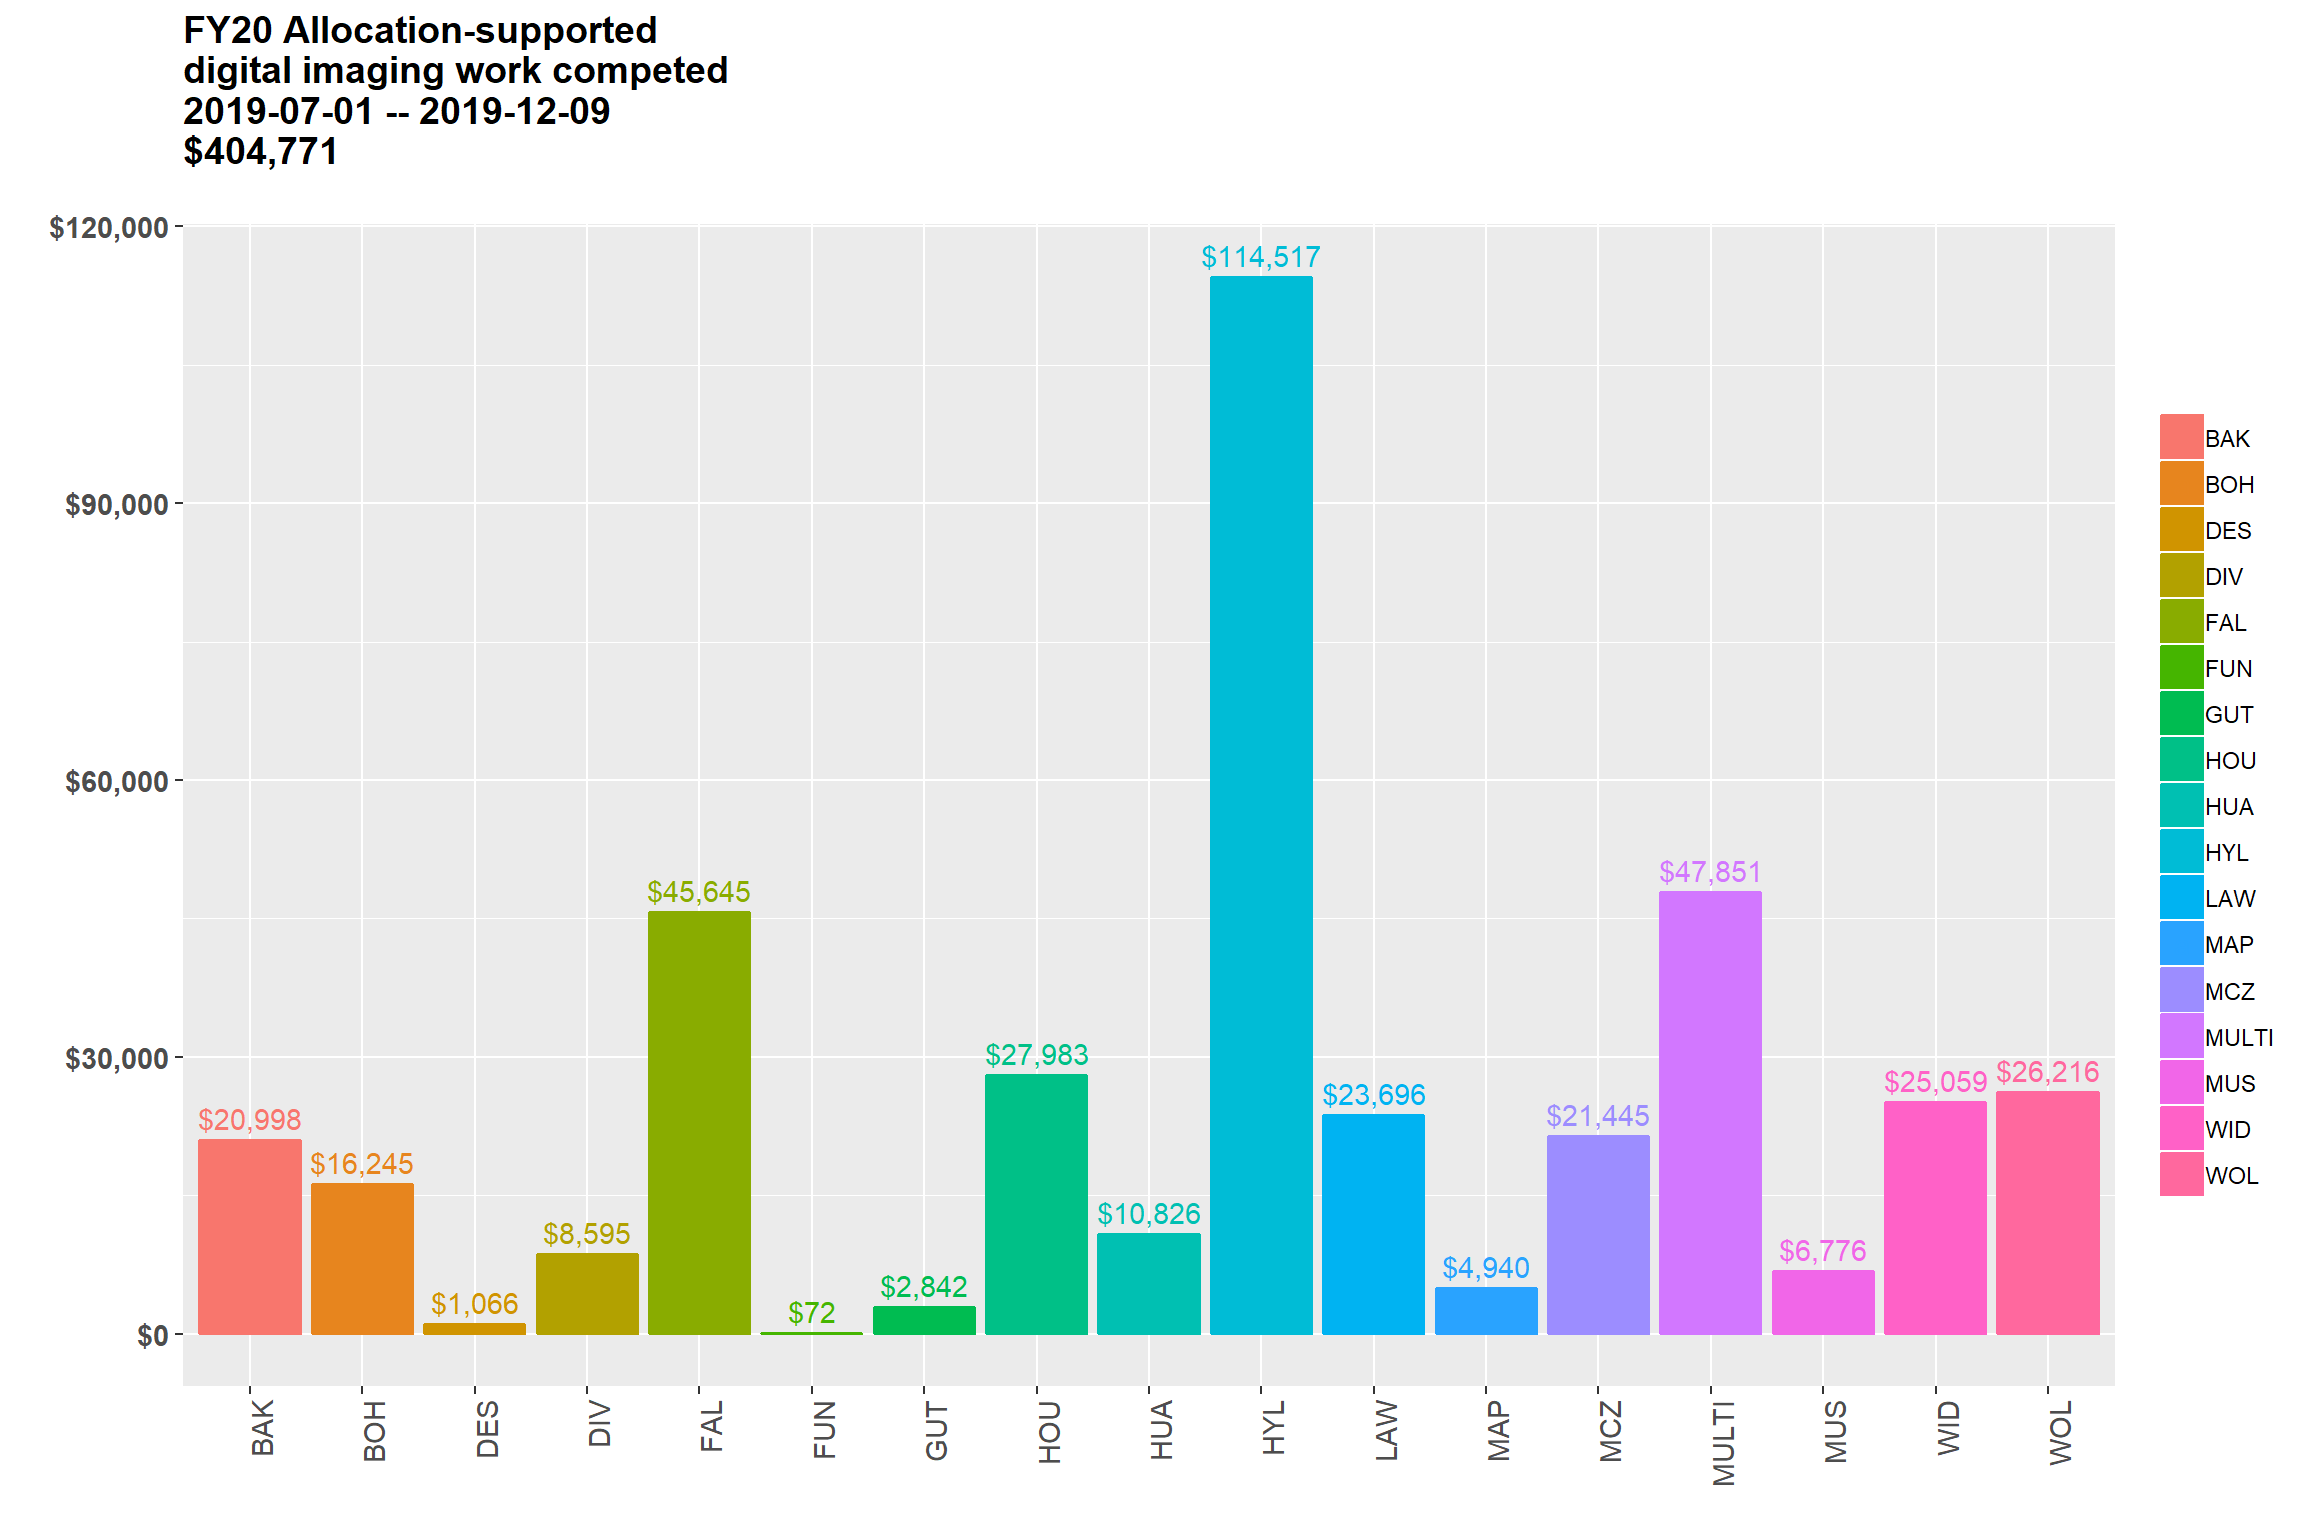 FY20 Allocation-supported
digital imaging work competed
2019-07-01 -- 2019-12-09
$404,771
$120,000
$90,000
$60,000
$30,000
$0
$20,998
$16,245
$1,066
$8,595
$45,645
$72
$2,842
$27,983
$10,826
$114,517
$23,696
$4,940
$21,445
$47,851
$6,776
$25,059
$26,216
BAK
BOH
DES
DIV
FAL
FUN
GUT
HOU
HUA
HYL
LAW
MAP
MCZ
MULTI
MUS
WID
WOL
BAK
BOH
DES
DIV
FAL
FUN
GUT
HOU
HUA
HYL
LAW
MAP
MCZ
MULTI
MUS
WID
WOL